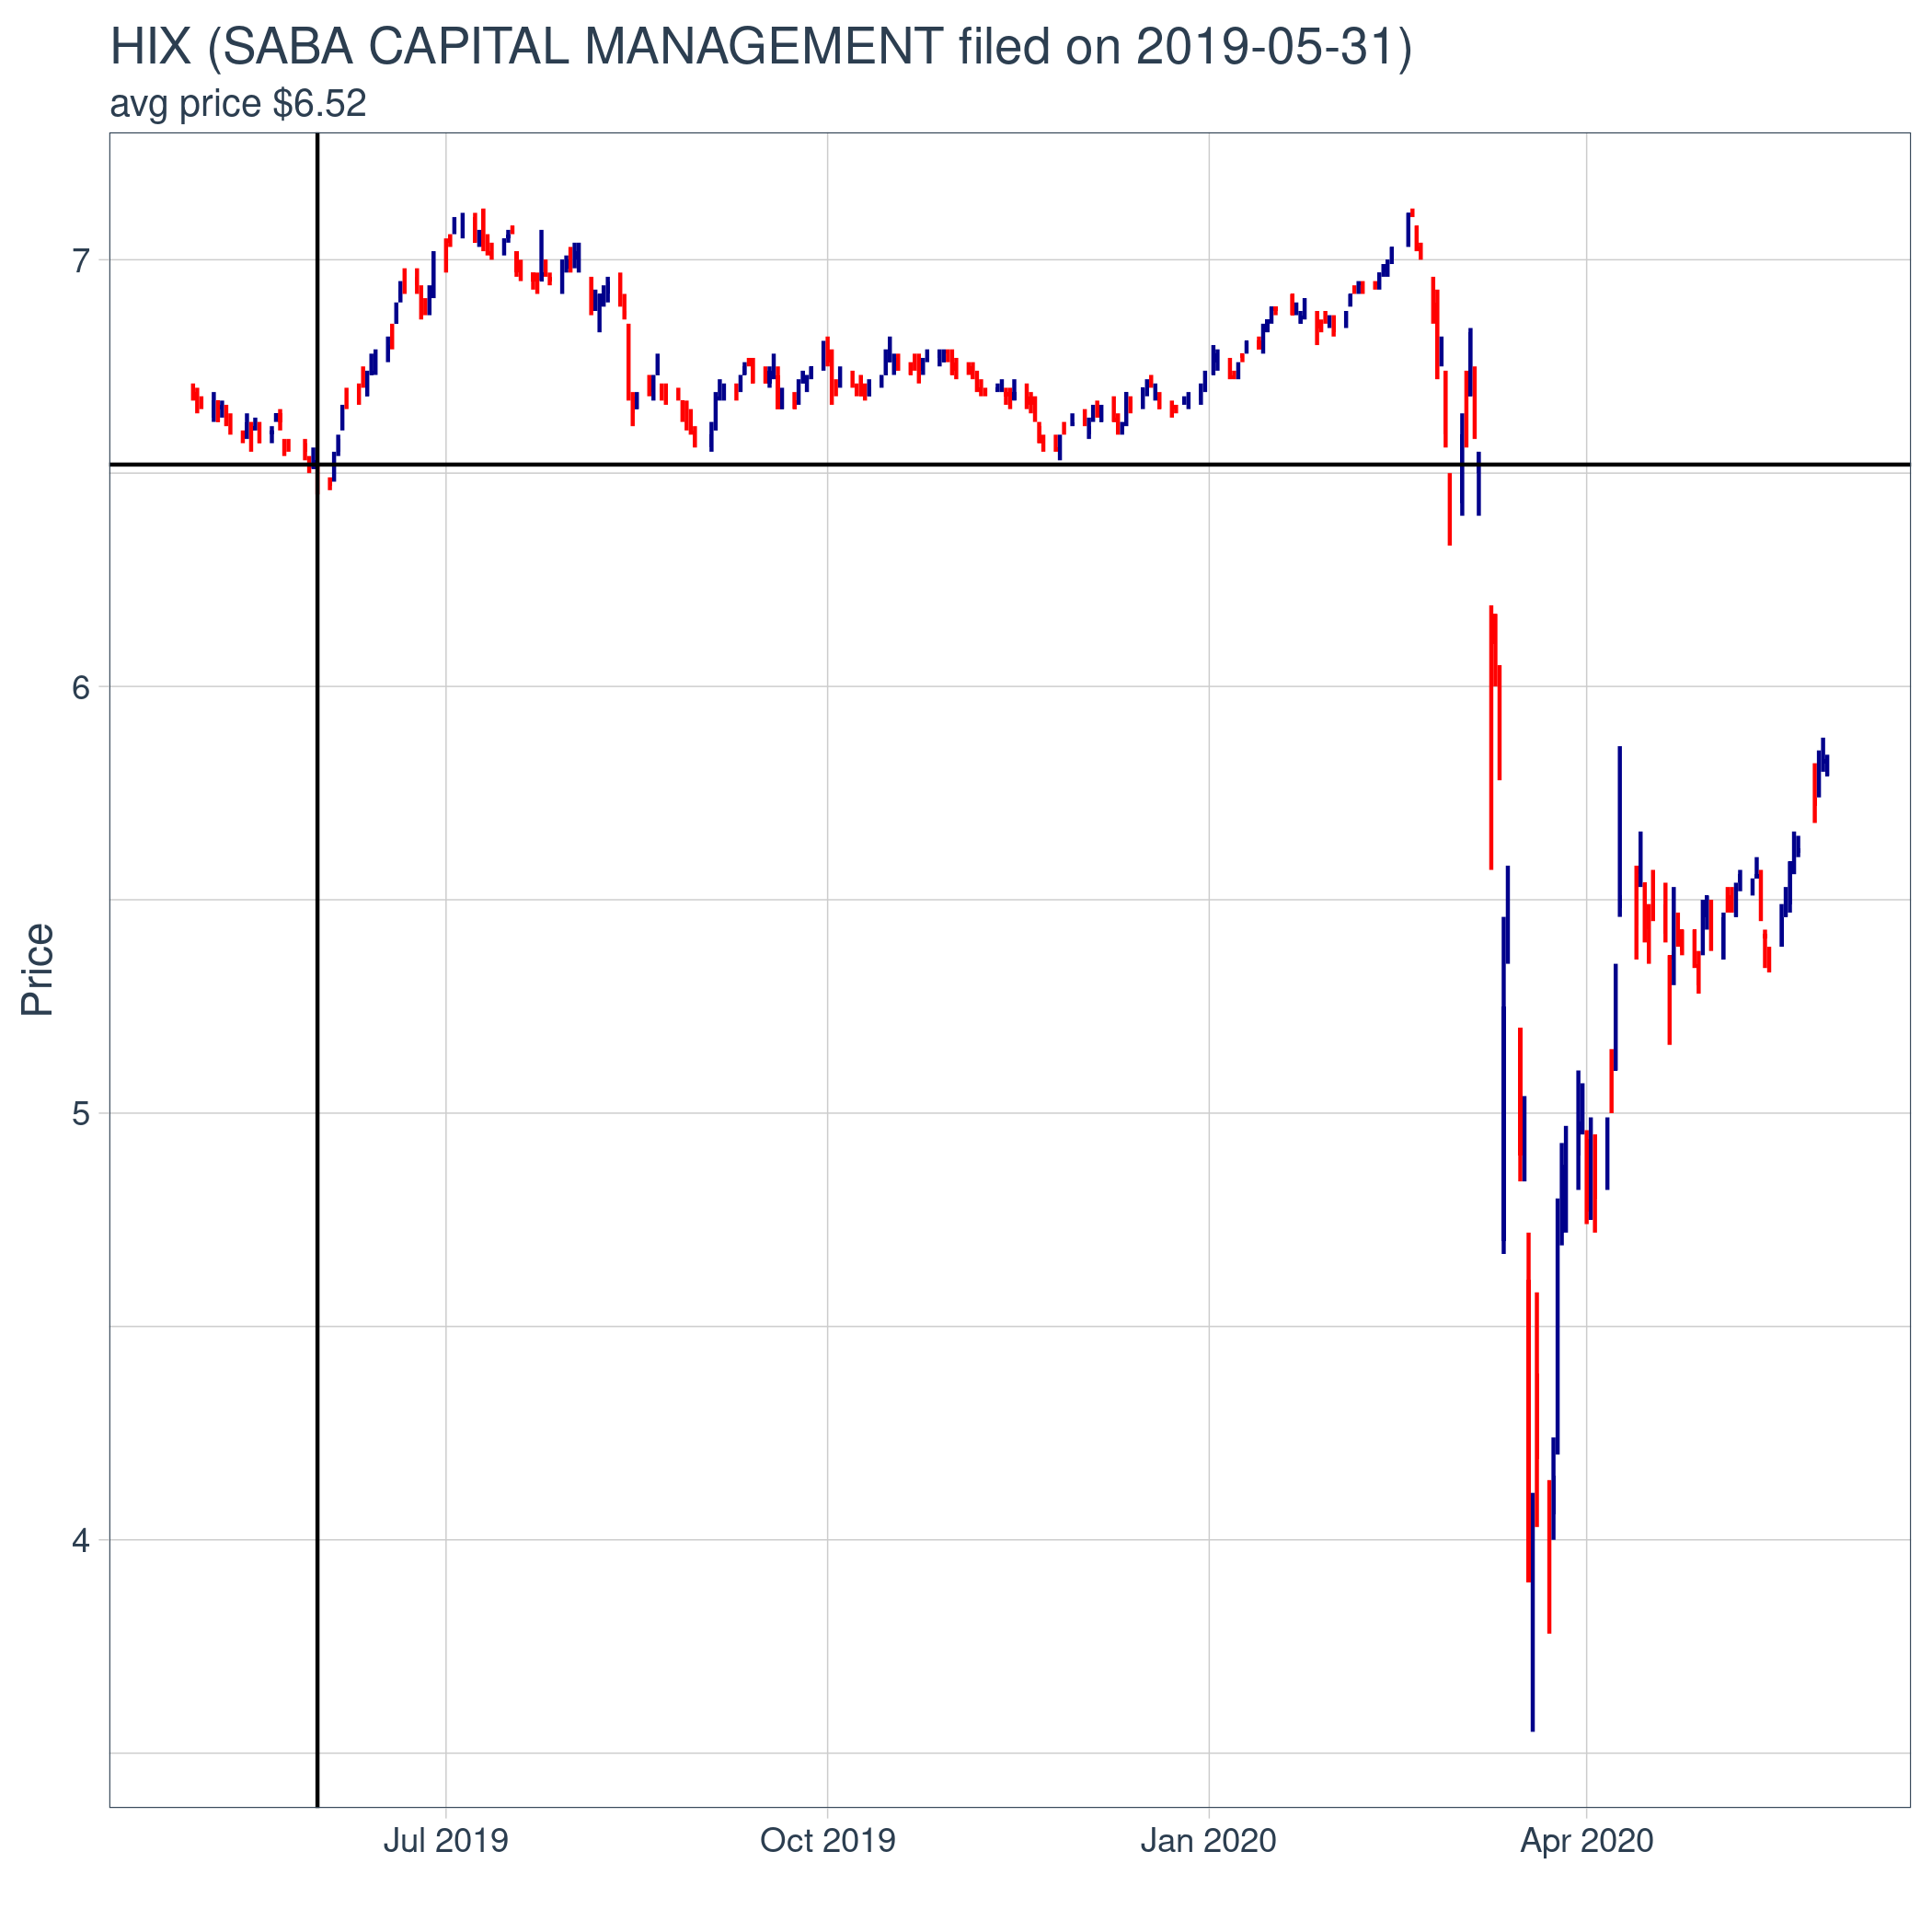 HIX (SABA CAPITAL MANAGEMENT filed on 2019-05-31)
avg price $6.52
7
6
5
4
Price
Jul 2019 Oct 2019 Jan 2020 Apr 2020